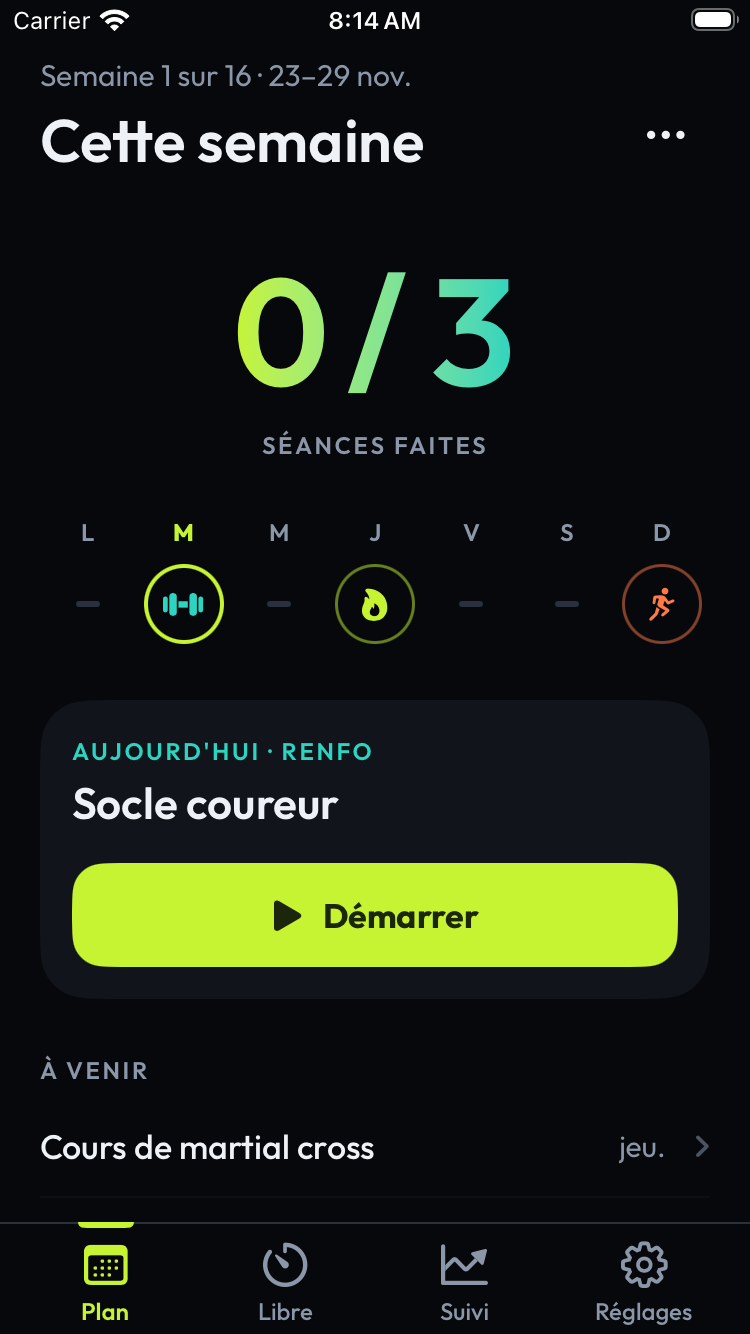 Carrier 8:14 AM
Semaine 1 sur 16 · 23–29 nov.
Cette semaine
0/3
SÉANCES FAITES
L M M J V S D
AUJOURD'HUI · RENFO
Socle coureur
Démarrer
À VENIR
Cours de martial cross jeu.
Plan Libre Suivi Réglages